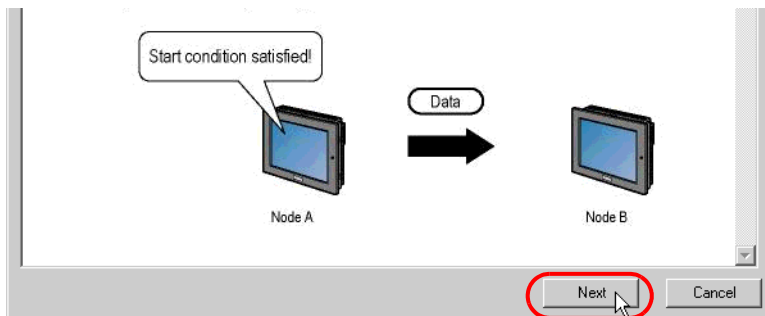 Start condition satisfied!
Data
Node A
Node B
Next
Cancel